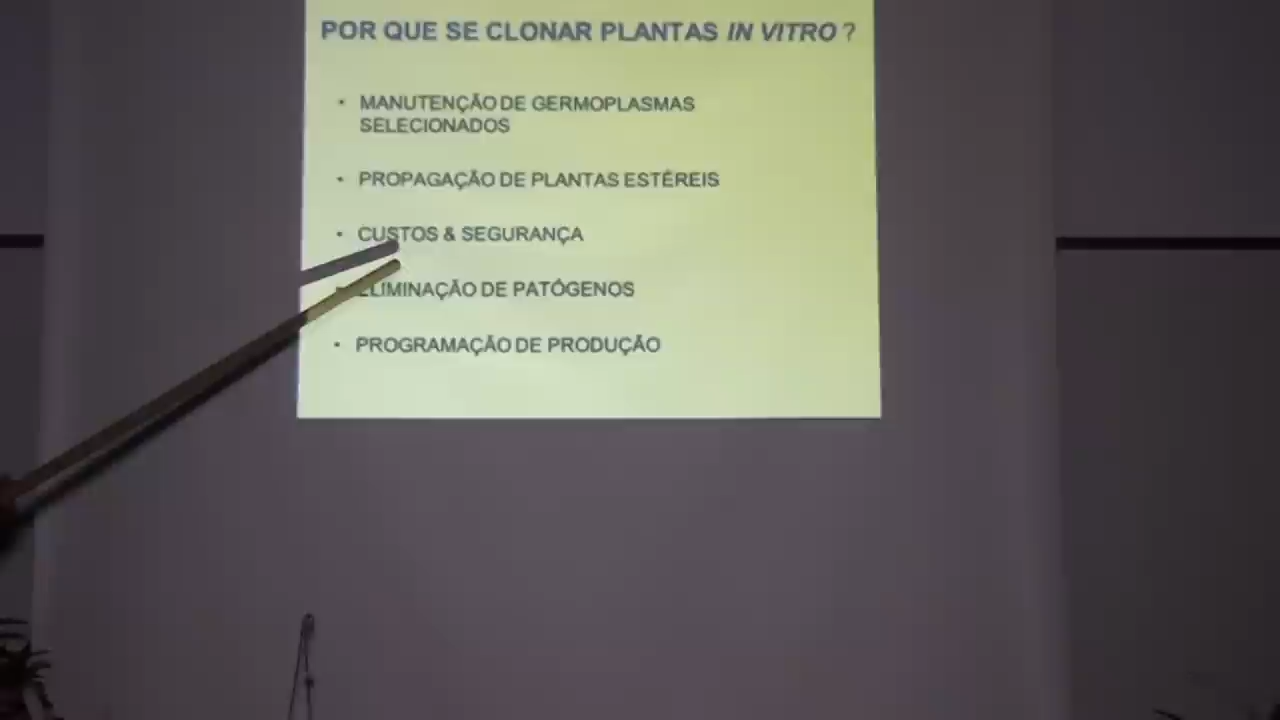 POR QUE SE CLONAR PLANTAS IN VITRO ?
• MANUTENÇÃO DE GERMOPLASMAS
SELECIONADOS
• PROPAGAÇÃO DE PLANTAS ESTÉREIS
• CUSTOS & SEGURANÇA
• ELIMINAÇÃO DE PATÓGENOS
• PROGRAMAÇÃO DE PRODUÇÃO